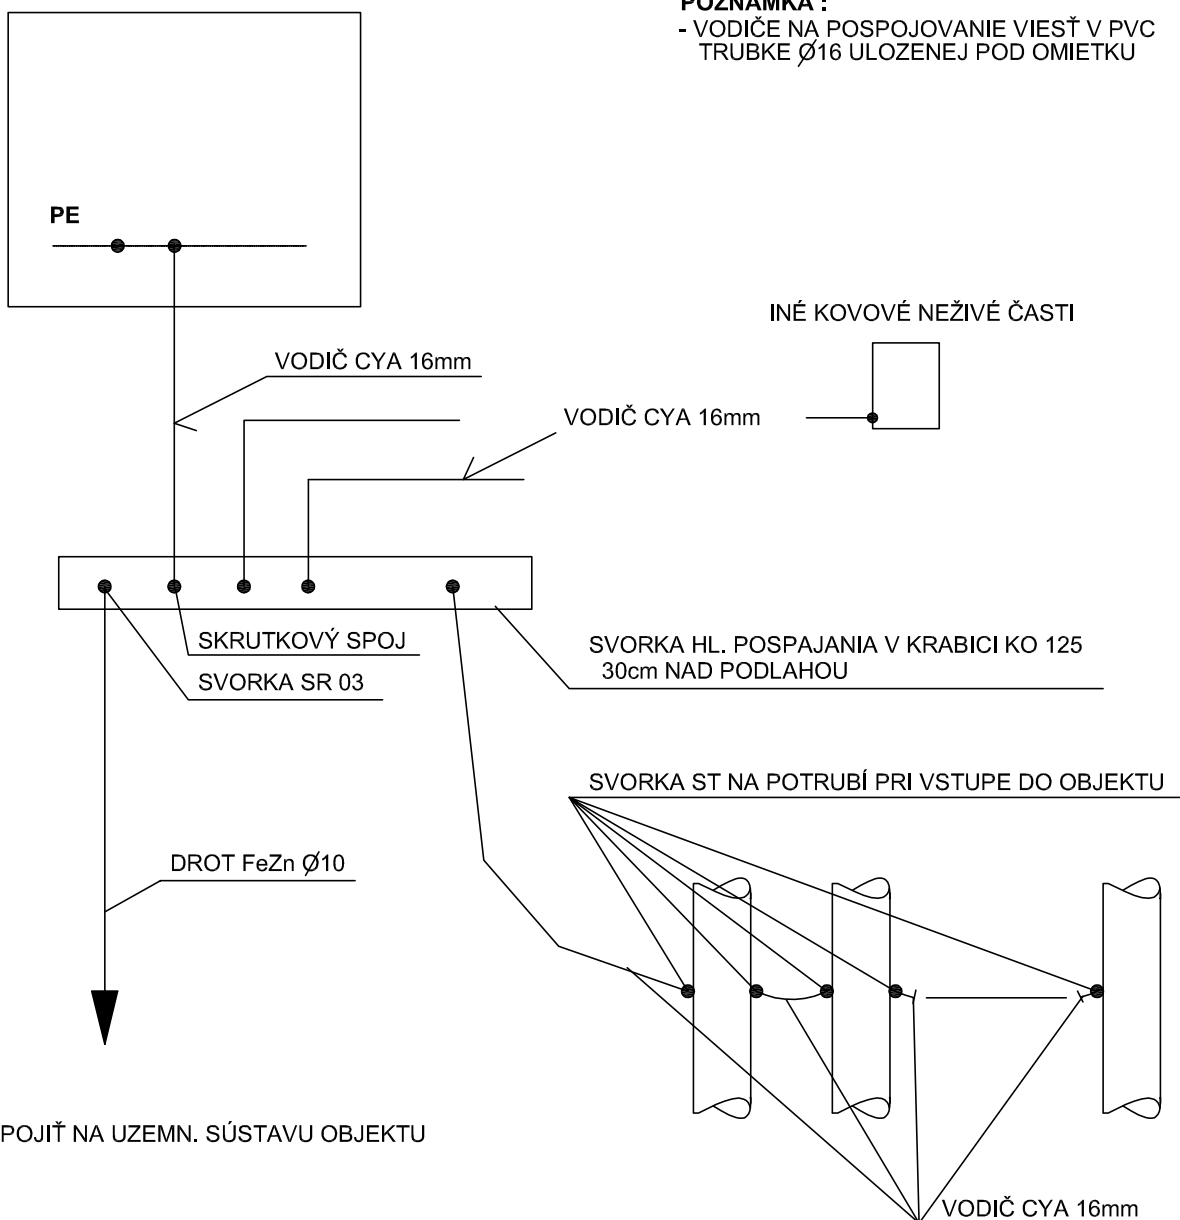 POZNÁMKA :
- VODIČE NA POSPOJOVANIE VIESŤ V PVC
TRUBKE Ø16 ULOZENEJ POD OMIETKU
PE
INÉ KOVOVÉ NEŽIVÉ ČASTI
VODIČ CYA 16mm
VODIČ CYA 16mm
SKRUTKOVÝ SPOJ
SVORKA SR 03
SVORKA HL. POSPAJANIA V KRABICI KO 125
30cm NAD PODLAHOU
SVORKA ST NA POTRUBÍ PRI VSTUPE DO OBJEKTU
DROT FeZn Ø10
POJIŤ NA UZEMN. SÚSTAVU OBJEKTU
VODIČ CYA 16mm